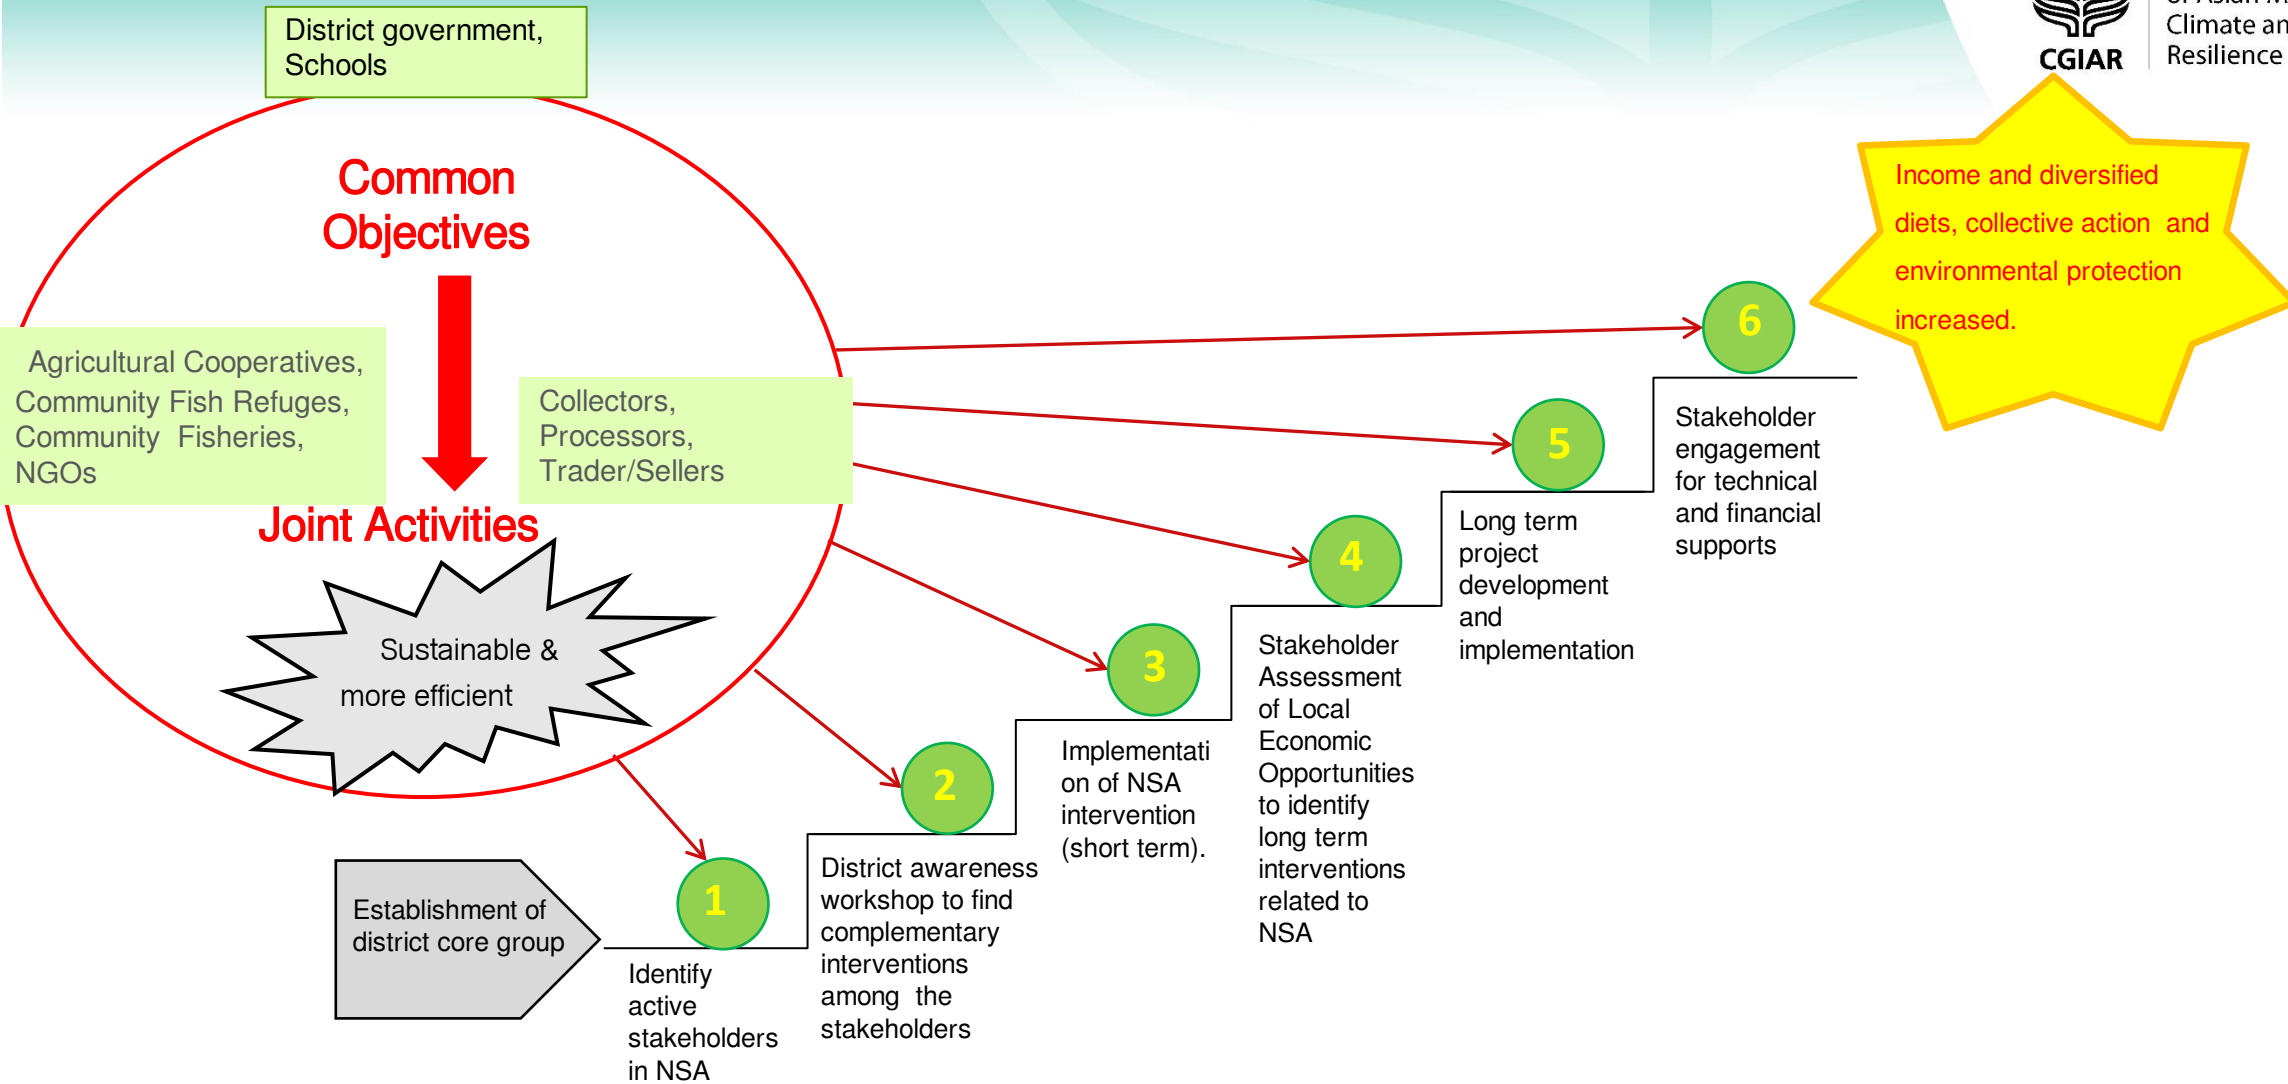 District government,
Schools
CGIAR
Climate an
Resilience
Common
Objectives
Agricultural Cooperatives,
Community Fish Refuges,
Community Fisheries,
NGOs
Collectors,
Processors,
Trader/Sellers
Joint Activities
Sustainable &
more efficient
Establishment of
district core group
1
Identify
active
stakeholders
in NSA
2
District awareness
workshop to find
complementary
interventions
among the
stakeholders
3
Implementati
on of NSA
intervention
(short term).
4
Stakeholder
Assessment
of Local
Economic
Opportunities
to identify
long term
interventions
related to
NSA
5
Long term
project
development
and
implementation
6
Stakeholder
engagement
for technical
and financial
supports
Income and diversified
diets, collective action and
environmental protection
increased.